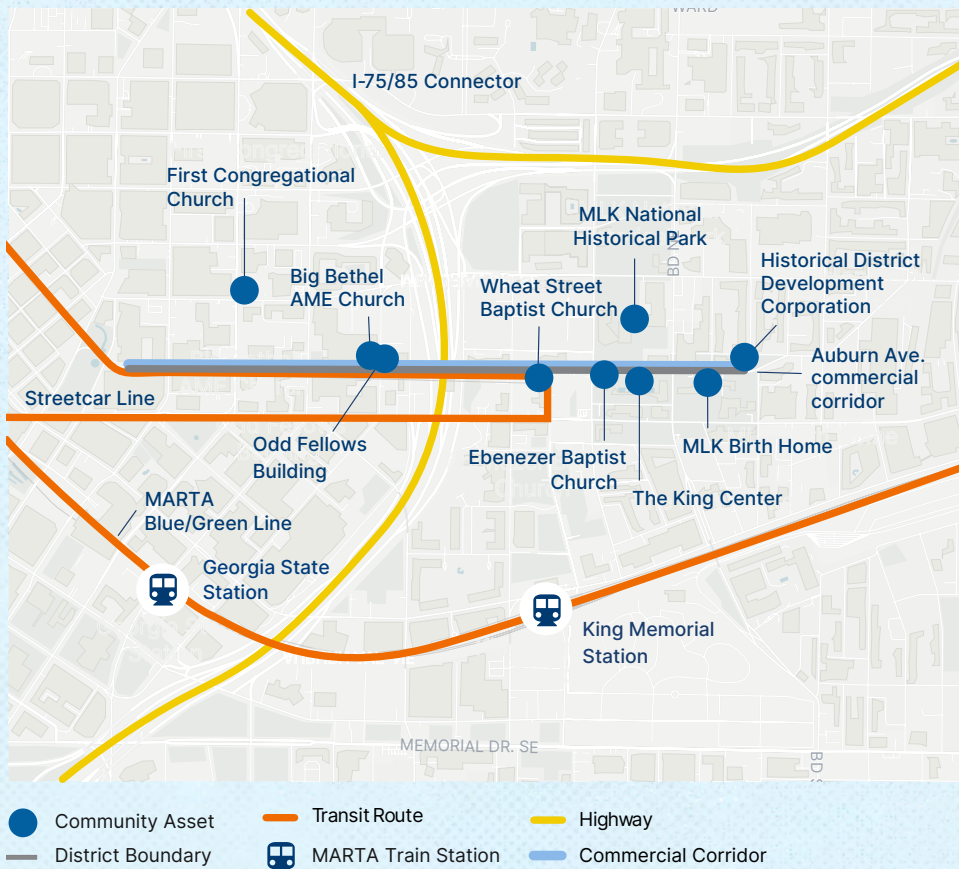 WARD
I-75/85 Connector
First Congregational
Church
MLK National
Historical Park
BD NE
Historical District
Development
Corporation
Big Bethel
AME Church
Wheat Street
Baptist Church
Auburn Ave.
commercial
corridor
Streetcar Line
Odd Fellows
Building
Ebenezer Baptist
Church
MLK Birth Home
The King Center
MARTA
Blue/Green Line
Georgia State
Station
King Memorial
Station
MEMORIAL DR. SE
Community Asset
Transit Route
Highway
District Boundary
MARTA Train Station
Commercial Corridor